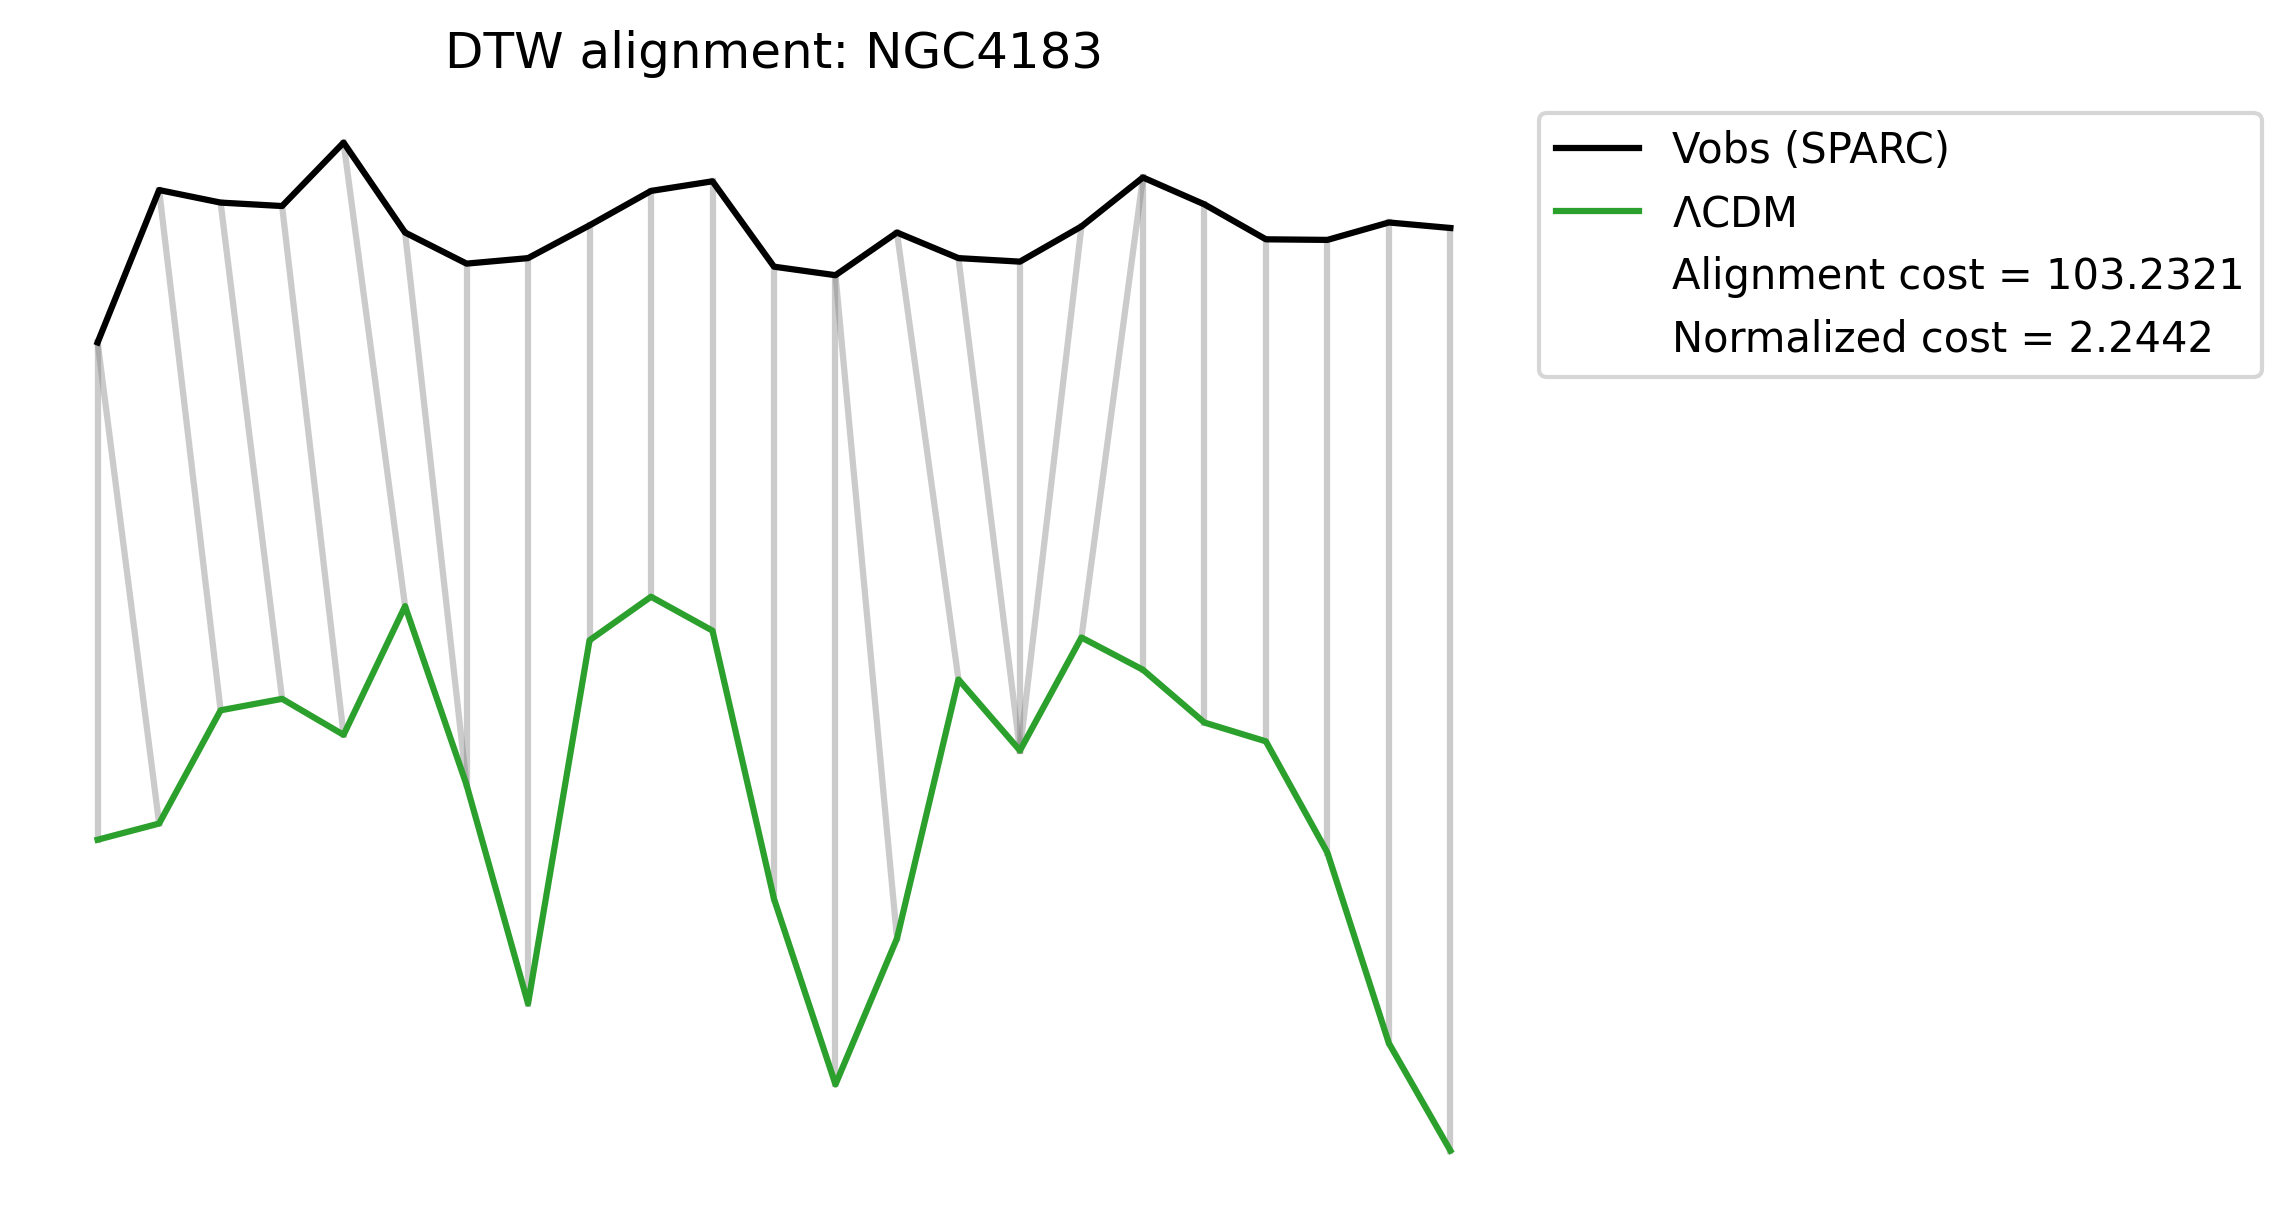 DTW alignment: NGC4183
Vobs (SPARC)
ΛCDM
Alignment cost = 103.2321
Normalized cost = 2.2442